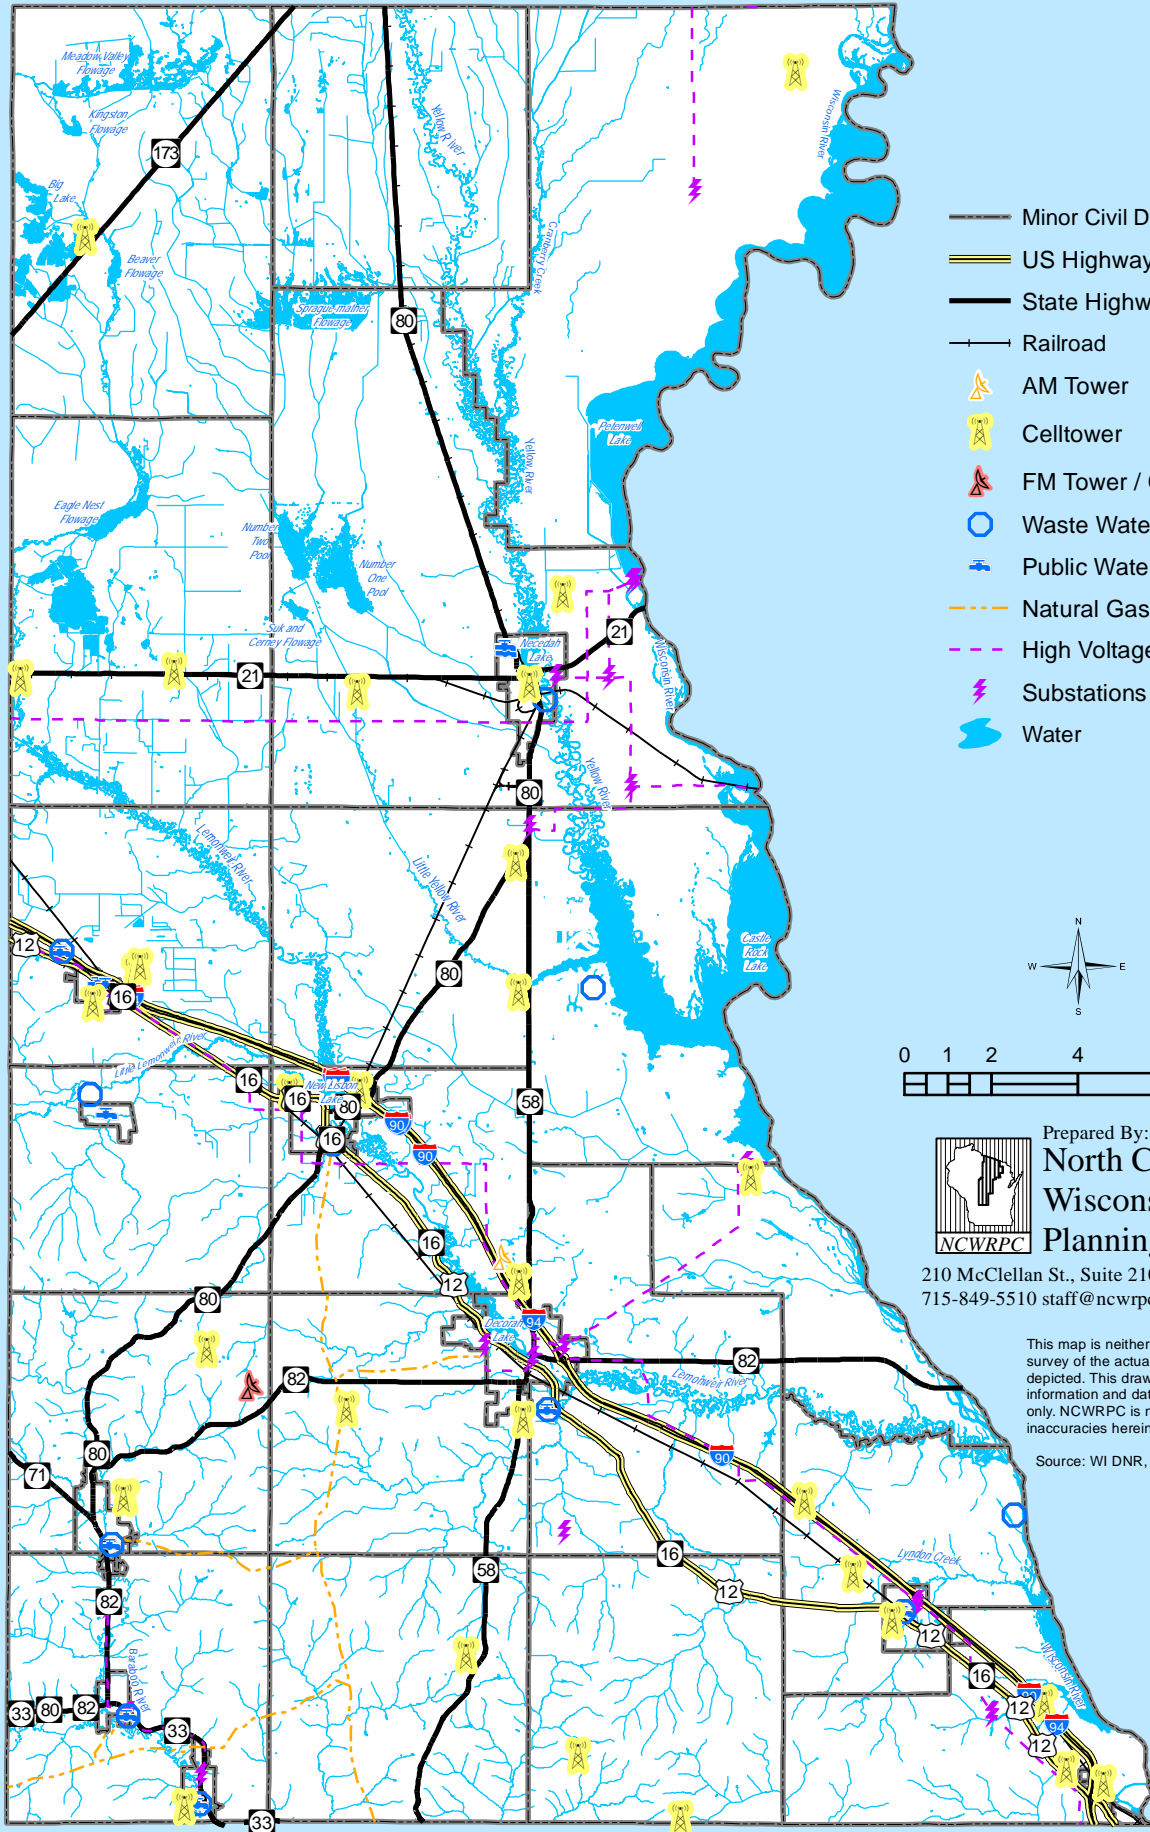 Meadow Valley
Flowage
Kingston
Flowage
173
Big
Lake
Beaver
Flowage
Yellow River
Cranberry Creek
Wisconsin River
Sprague-mather
Flowage
80
Petenwell
Lake
Yellow River
Eagle Nest
Flowage
Number
Two
Pool
Number
One
Pool
Suk and
Cerney Flowage
Necedah
Lake
21
21
Wisconsin River
80
Yellow River
Lemonweir River
Little Yellow River
12
16
80
Castle
Rock
Lake
Little Lemonweir River
16
16
New Lisbon
Lake
80
90
16
90
58
16
12
80
94
Decorah
Lake
82
82
Lemonweir River
80
71
90
16
58
12
Lyndon Creek
82
12
16
Baraboo River
33
80
82
33
Wisconsin River
90
12
94
12
33
Minor Civil D
US Highway
State Highw
Railroad
AM Tower
Celltower
FM Tower / 
Waste Wate
Public Wate
Natural Gas
High Voltage
Substations
Water
N
W
E
S
0 1 2 4
Prepared By:
North C
Wiscons
Planning
NCWRPC
210 McClellan St., Suite 210
715-849-5510 staff@ncwrpc
This map is neither
survey of the actua
depicted. This draw
information and dat
only. NCWRPC is n
inaccuracies herein
Source: WI DNR,